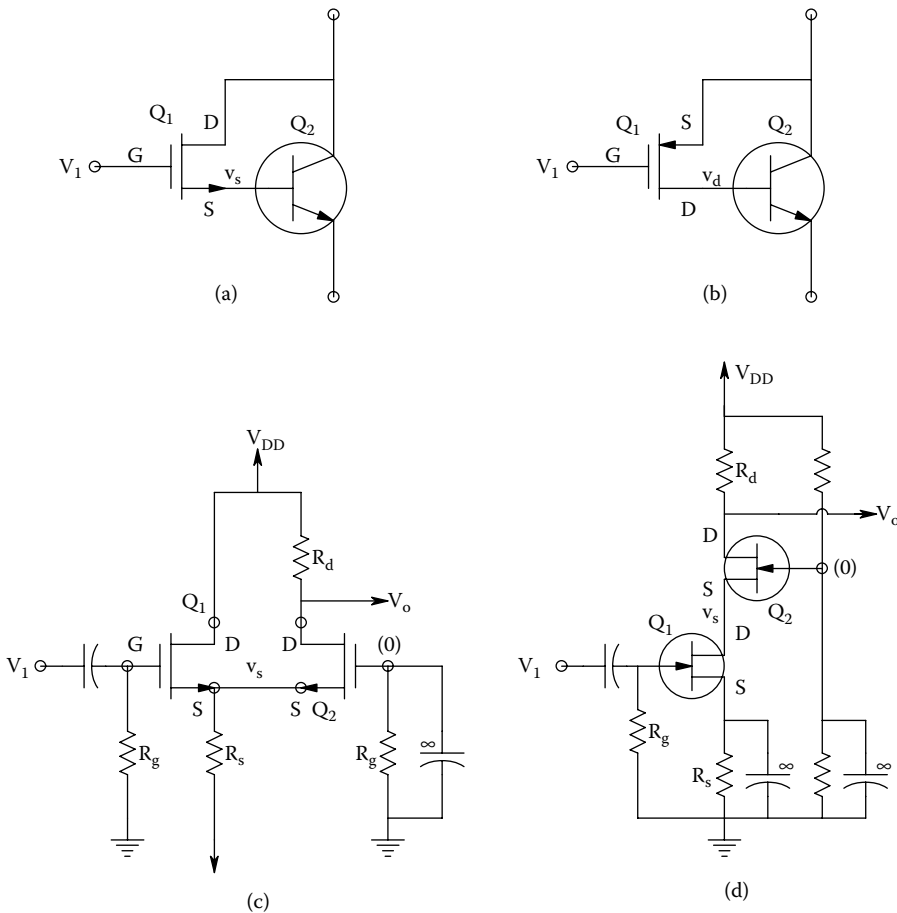 Q1 D Q2
V1 G vs
S
(a)
Q1 S Q2
V1 G vd
D
(b)
VDD
Rd
Q1 Vo
G D D (0)
V1 vs
S S Q2
Rg Rs Rg ∞
(c)
VDD
Rd
Vo
D
(0)
S
Q2
vs
Q1 D
V1
S
Rg
Rs ∞ ∞
(d)